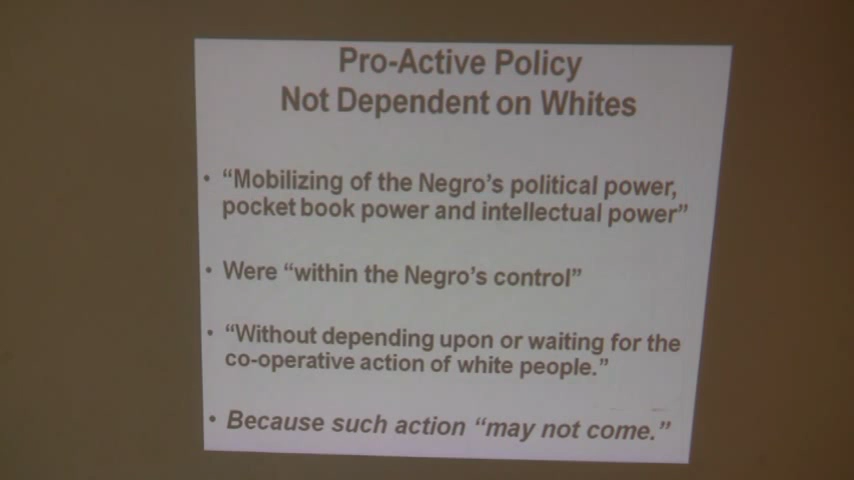 Pro-Active Policy
Not Dependent on Whites
• “Mobilizing of the Negro’s political power,
pocket book power and intellectual power”
• Were “within the Negro’s control”
• “Without depending upon or waiting for the
co-operative action of white people.”
• Because such action “may not come.”